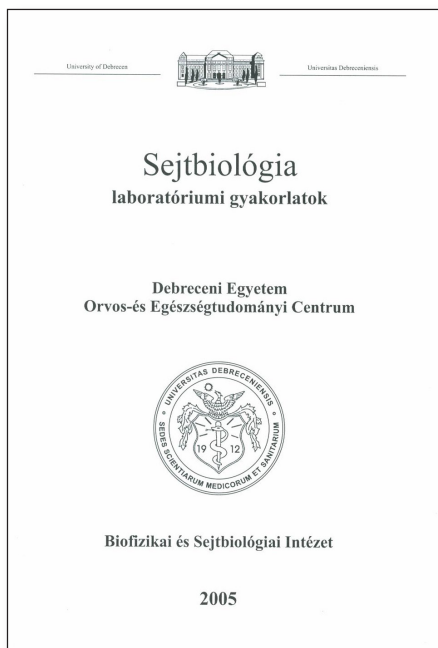 University of Debrecen
Universitas Debreceniensis
Sejtbiológia
laboratóriumi gyakorlatok
Debreceni Egyetem
Orvos-és Egészségtudományi Centrum
UNIVERSITAS DEBRECENIENSIS
SEDES SCIENTIARUM MEDICORUM ET SANITARIUM
19 12
Biofizikai és Sejtbiológiai Intézet
2005